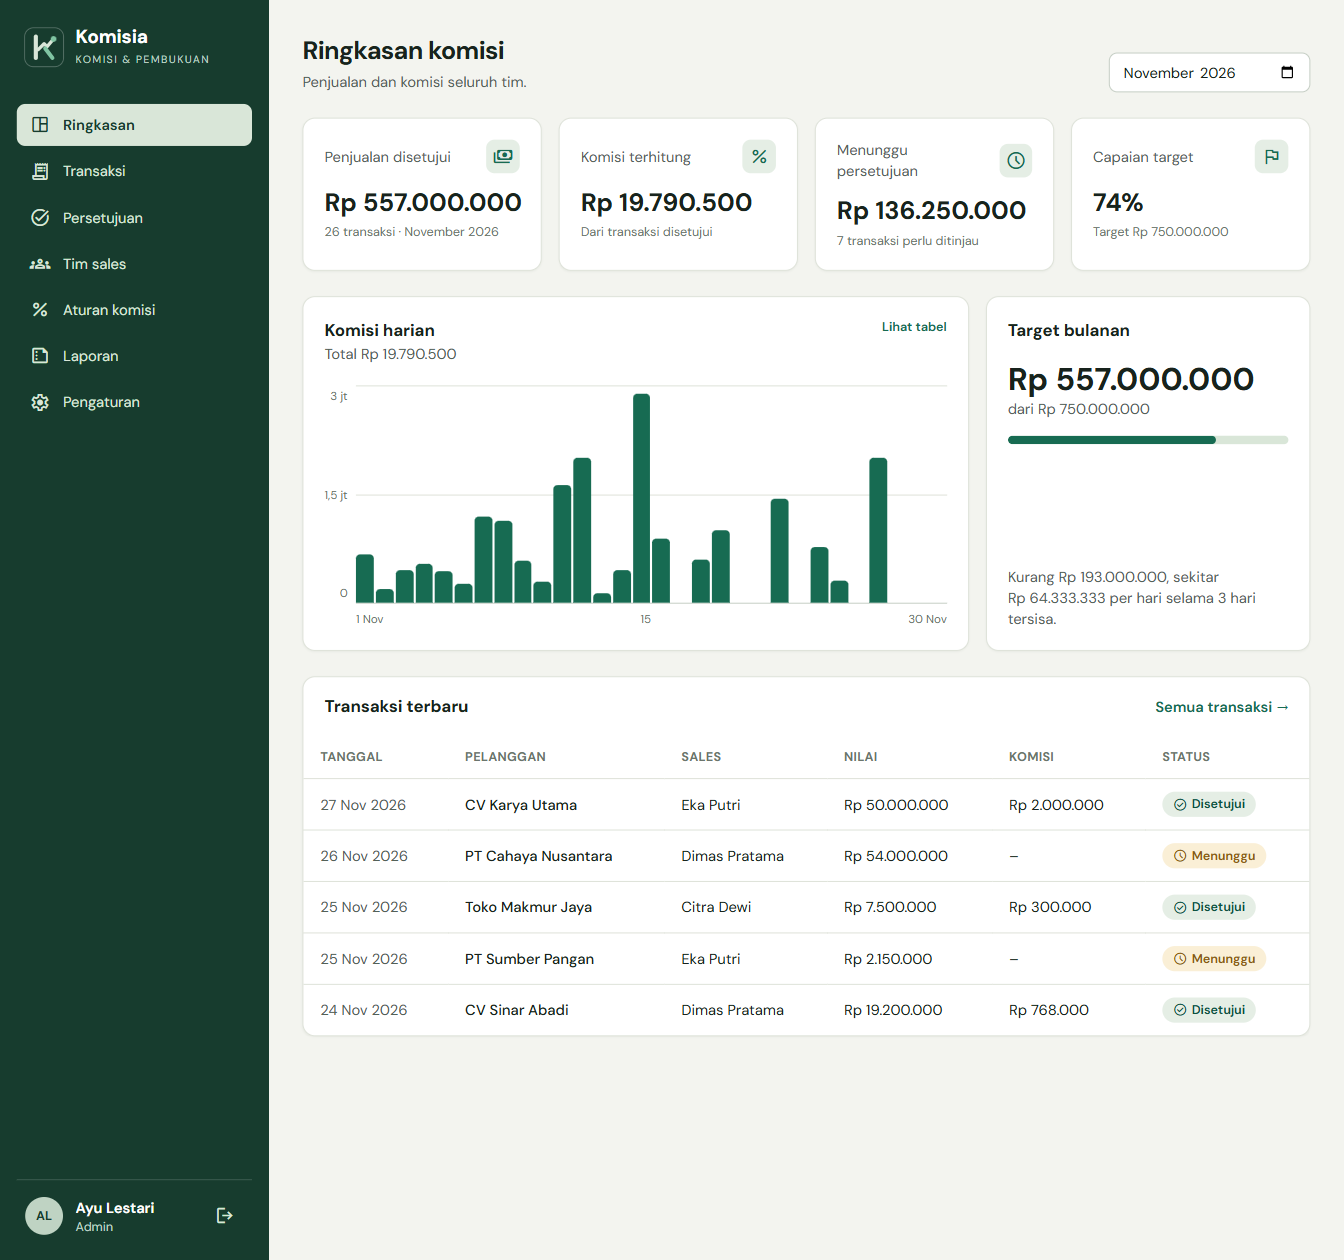 Komisia
KOMISI & PEMBUKUAN
Ringkasan
Transaksi
Persetujuan
Tim sales
Aturan komisi
Laporan
Pengaturan
AL
Ayu Lestari
Admin
Ringkasan komisi
Penjualan dan komisi seluruh tim.
November 2026
Penjualan disetujui
Rp 557.000.000
26 transaksi · November 2026
Komisi terhitung
Rp 19.790.500
Dari transaksi disetujui
Menunggu
persetujuan
Rp 136.250.000
7 transaksi perlu ditinjau
Capaian target
74%
Target Rp 750.000.000
Komisi harian
Lihat tabel
Total Rp 19.790.500
3 jt
1,5 jt
0
1 Nov
15
30 Nov
Target bulanan
Rp 557.000.000
dari Rp 750.000.000
Kurang Rp 193.000.000, sekitar
Rp 64.333.333 per hari selama 3 hari
tersisa.
Transaksi terbaru
Semua transaksi →
TANGGAL PELANGGAN SALES NILAI KOMISI STATUS
27 Nov 2026 CV Karya Utama Eka Putri Rp 50.000.000 Rp 2.000.000 Disetujui
26 Nov 2026 PT Cahaya Nusantara Dimas Pratama Rp 54.000.000 – Menunggu
25 Nov 2026 Toko Makmur Jaya Citra Dewi Rp 7.500.000 Rp 300.000 Disetujui
25 Nov 2026 PT Sumber Pangan Eka Putri Rp 2.150.000 – Menunggu
24 Nov 2026 CV Sinar Abadi Dimas Pratama Rp 19.200.000 Rp 768.000 Disetujui